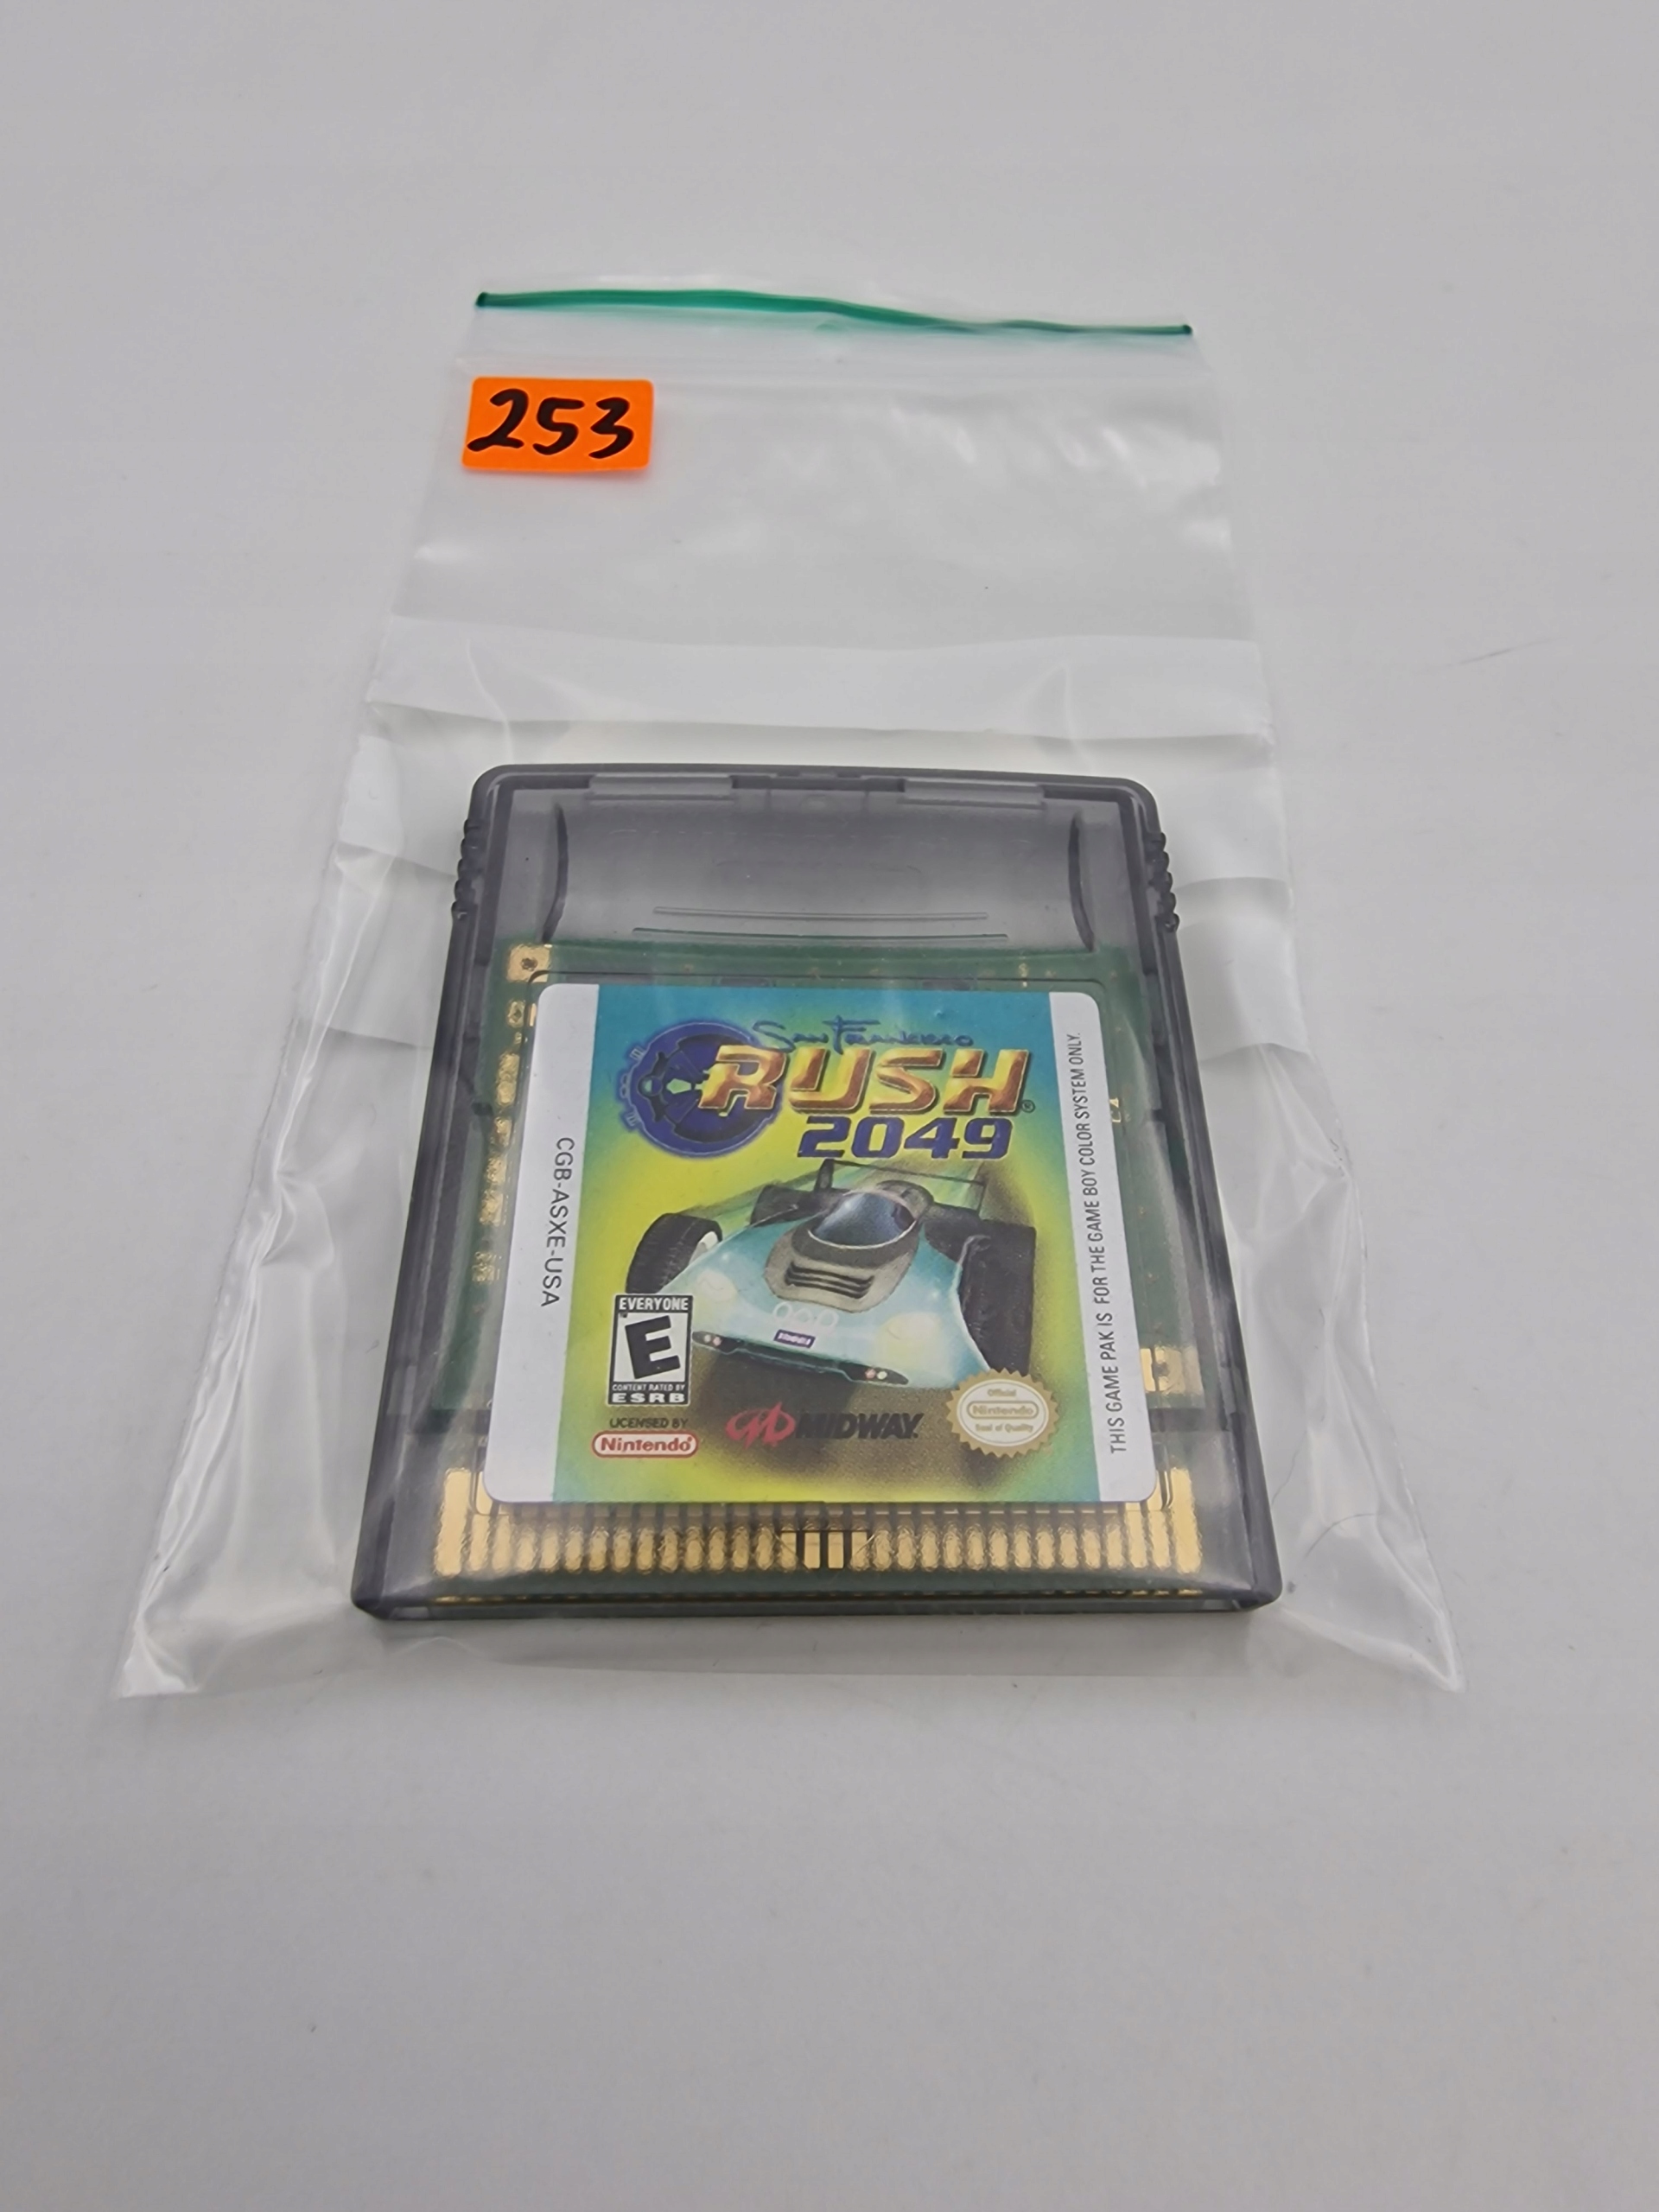 253
San Francisco
RUSH®
2049
CGB-ASXE-USA
THIS GAME PAK IS FOR THE GAME BOY COLOR SYSTEM ONLY.
EVERYONE
E
CONTENT RATED BY
ESRB
LICENSED BY
Nintendo®
MIDWAY
Official
Nintendo
Seal of Quality